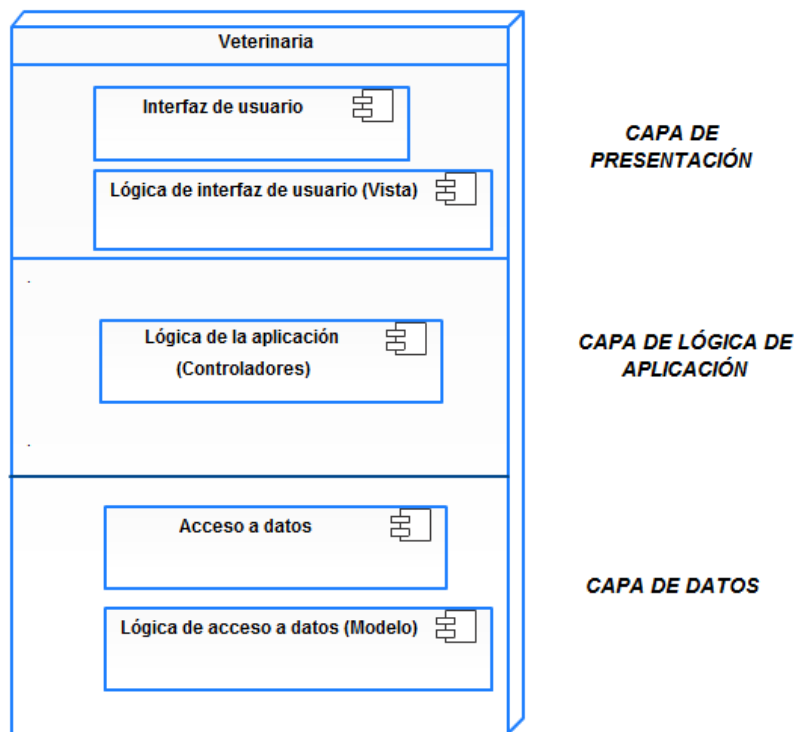 Veterinaria
Interfaz de usuario
Lógica de interfaz de usuario (Vista)
CAPA DE
PRESENTACIÓN
.
Lógica de la aplicación
(Controladores)
CAPA DE LÓGICA DE
APLICACIÓN
.
Acceso a datos
Lógica de acceso a datos (Modelo)
CAPA DE DATOS